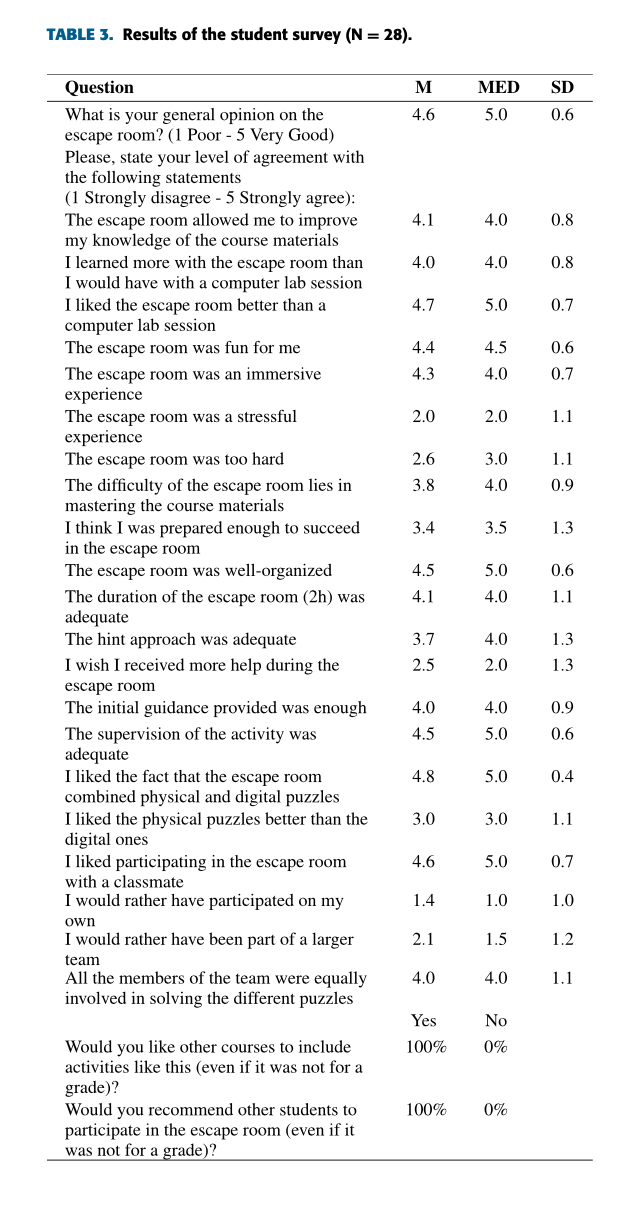 TABLE 3. Results of the student survey (N = 28).
Question M MED SD
What is your general opinion on the 4.6 5.0 0.6
escape room? (1 Poor - 5 Very Good)
Please, state your level of agreement with
the following statements
(1 Strongly disagree - 5 Strongly agree):
The escape room allowed me to improve 4.1 4.0 0.8
my knowledge of the course materials
I learned more with the escape room than 4.0 4.0 0.8
I would have with a computer lab session
I liked the escape room better than a 4.7 5.0 0.7
computer lab session
The escape room was fun for me 4.4 4.5 0.6
The escape room was an immersive 4.3 4.0 0.7
experience
The escape room was a stressful 2.0 2.0 1.1
experience
The escape room was too hard 2.6 3.0 1.1
The difficulty of the escape room lies in 3.8 4.0 0.9
mastering the course materials
I think I was prepared enough to succeed 3.4 3.5 1.3
in the escape room
The escape room was well-organized 4.5 5.0 0.6
The duration of the escape room (2h) was 4.1 4.0 1.1
adequate
The hint approach was adequate 3.7 4.0 1.3
I wish I received more help during the 2.5 2.0 1.3
escape room
The initial guidance provided was enough 4.0 4.0 0.9
The supervision of the activity was 4.5 5.0 0.6
adequate
I liked the fact that the escape room 4.8 5.0 0.4
combined physical and digital puzzles
I liked the physical puzzles better than the 3.0 3.0 1.1
digital ones
I liked participating in the escape room 4.6 5.0 0.7
with a classmate
I would rather have participated on my 1.4 1.0 1.0
own
I would rather have been part of a larger 2.1 1.5 1.2
team
All the members of the team were equally 4.0 4.0 1.1
involved in solving the different puzzles
Yes No
Would you like other courses to include 100% 0%
activities like this (even if it was not for a
grade)?
Would you recommend other students to 100% 0%
participate in the escape room (even if it
was not for a grade)?